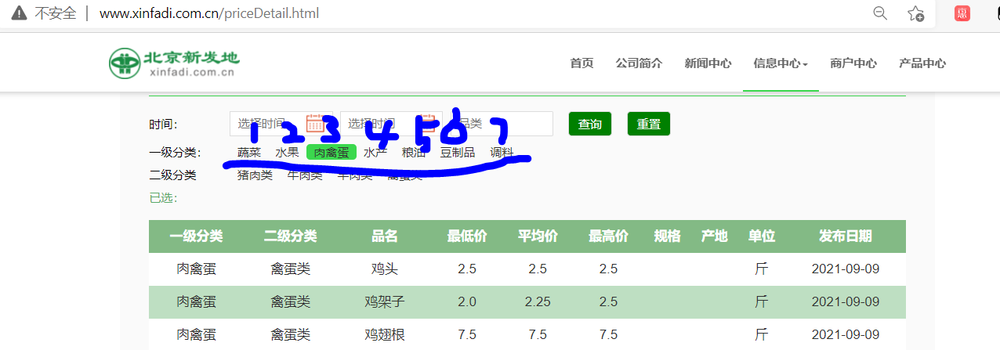 不安全 | www.xinfadi.com.cn/priceDetail.html
惠
北京新发地
xinfadi.com.cn
首页 公司简介 新闻中心 信息中心 商户中心 产品中心
时间: 选择时间 选择时间 品类 查询 重置
1 2 3 4 5 6 7
一级分类: 蔬菜 水果 肉禽蛋 水产 粮油 豆制品 调料
二级分类 猪肉类 牛肉类 羊肉类 禽蛋类
已选:
一级分类 二级分类 品名 最低价 平均价 最高价 规格 产地 单位 发布日期
肉禽蛋 禽蛋类 鸡头 2.5 2.5 2.5 斤 2021-09-09
肉禽蛋 禽蛋类 鸡架子 2.0 2.25 2.5 斤 2021-09-09
肉禽蛋 禽蛋类 鸡翅根 7.5 7.5 7.5 斤 2021-09-09